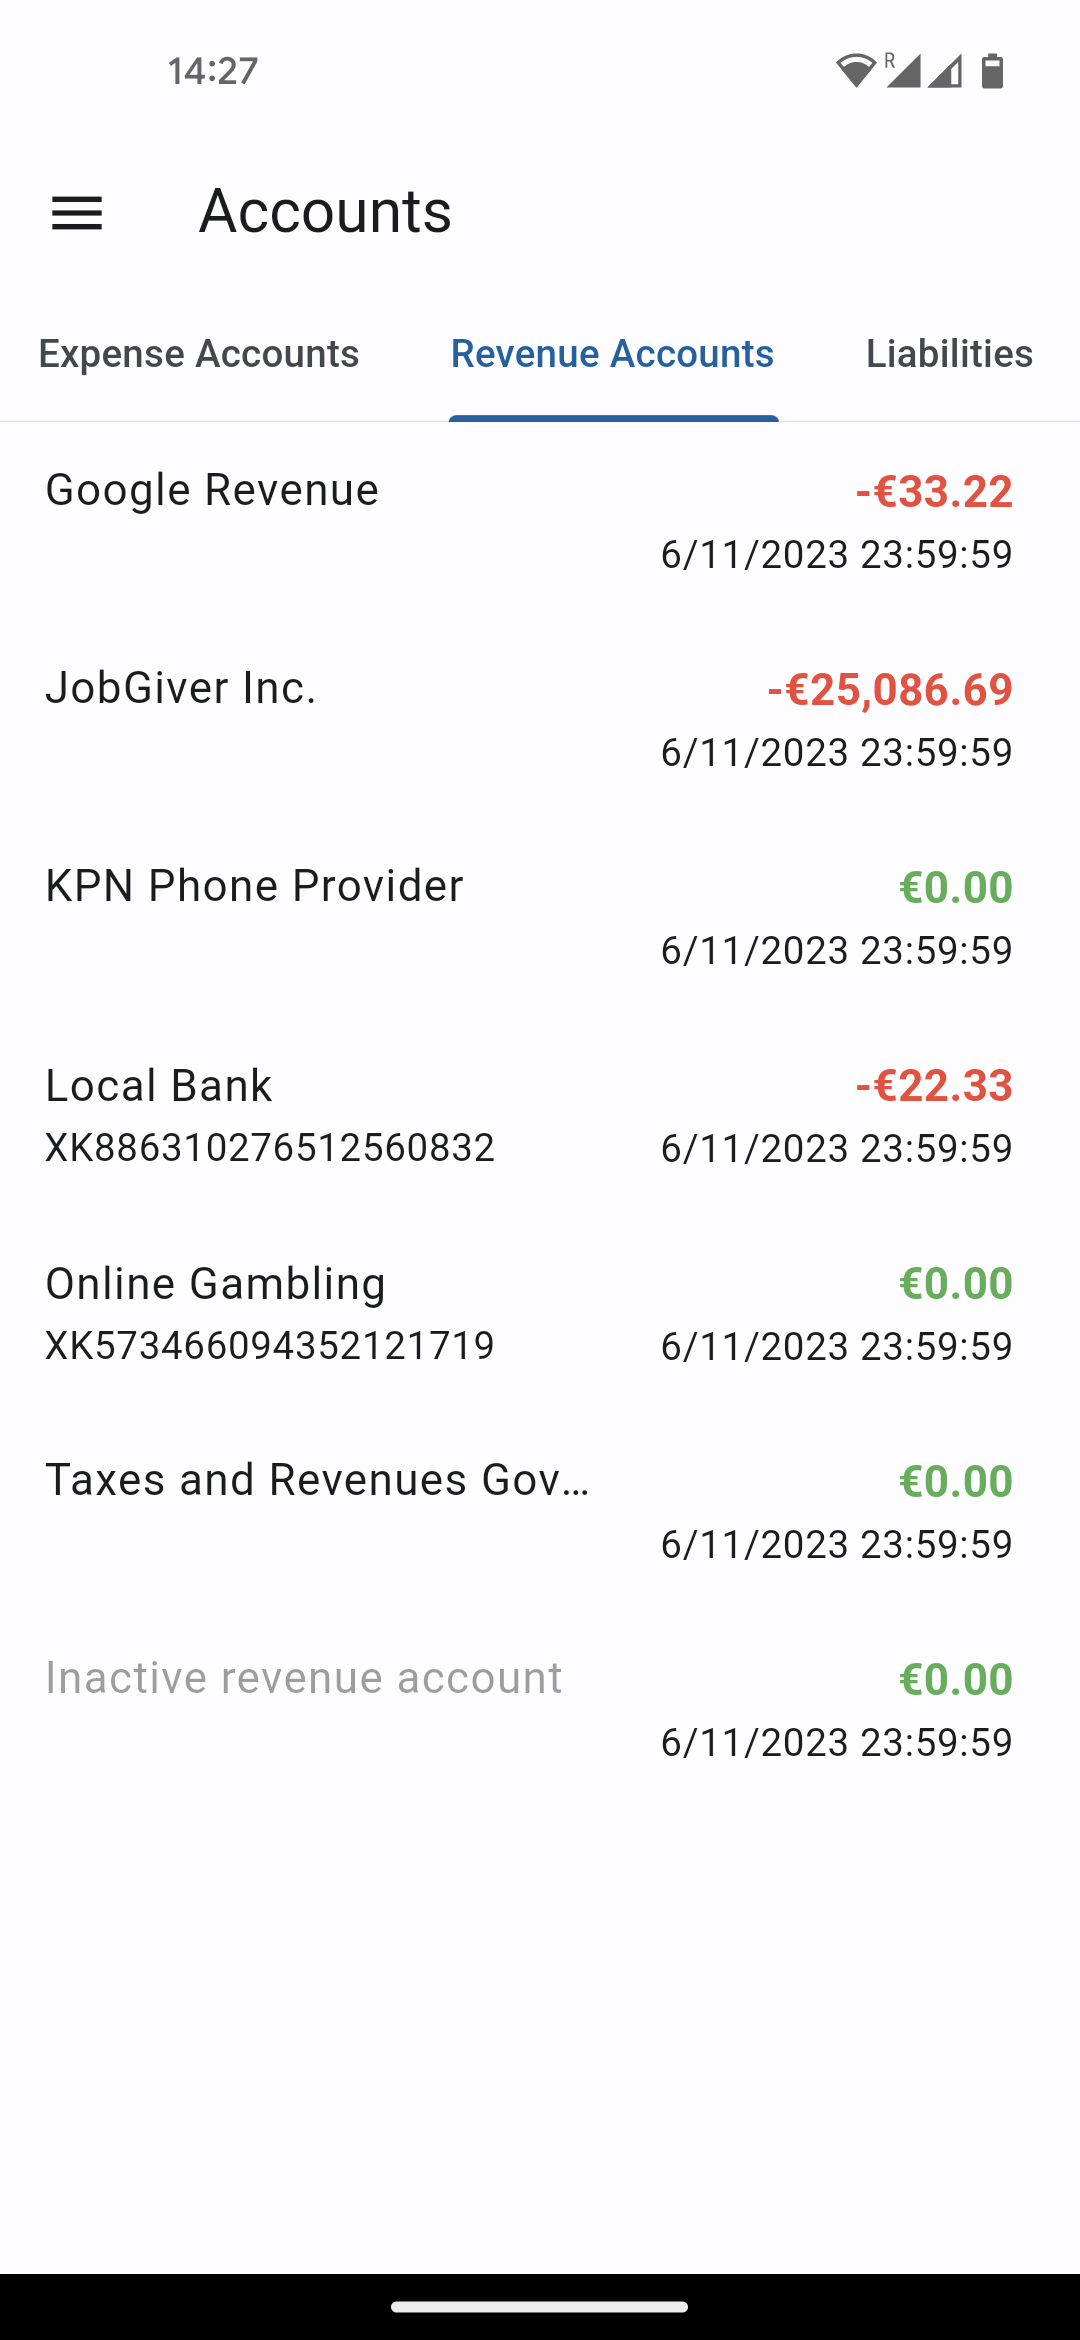 14:27
R
Accounts
Expense Accounts
Revenue Accounts
Liabilities
Google Revenue
-€33.22
6/11/2023 23:59:59
JobGiver Inc.
-€25,086.69
6/11/2023 23:59:59
KPN Phone Provider
€0.00
6/11/2023 23:59:59
Local Bank
-€22.33
XK886310276512560832
6/11/2023 23:59:59
Online Gambling
€0.00
XK573466094352121719
6/11/2023 23:59:59
Taxes and Revenues Gov…
€0.00
6/11/2023 23:59:59
Inactive revenue account
€0.00
6/11/2023 23:59:59